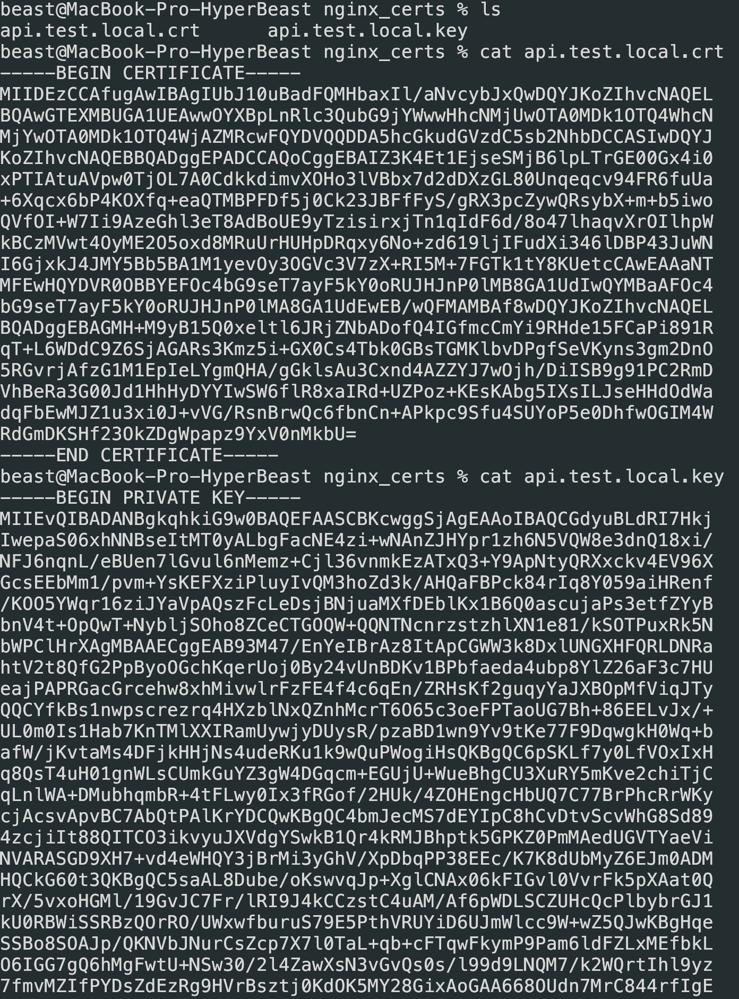 beast@MacBook-Pro-HyperBeast nginx_certs % ls
api.test.local.crt      api.test.local.key
beast@MacBook-Pro-HyperBeast nginx_certs % cat api.test.local.crt
-----BEGIN CERTIFICATE-----
MIIDEzCCAfugAwIBAgIUbJ10uBadFQMHbaxIl/aNvcybJxQwDQYJKoZIhvcNAQEL
BQAwGTEXMBUGA1UEAwwOYXBpLnRlc3QubG9jYWwwHhcNMjUwOTA0MDk1OTQ4WhcN
MjYwOTA0MDk1OTQ4WjAZMRcwFQYDVQQDDA5hcGkudGVzdC5sb2NhbDCCASIwDQYJ
KoZIhvcNAQEBBQADggEPADCCAQoCggEBAIZ3K4Et1EjseSMjB6lpLTrGE00Gx4i0
xPTIAtuAVpw0TjOL7A0CdkkdimvXOHo3lVBbx7d2dDXzGL80Unqeqcv94FR6fuUa
+6Xqcx6bP4KOXfq+eaQTMBPFDf5j0Ck23JBFfFyS/gRX3pcZywQRsybX+m+b5iwo
QVfOI+W7Ii9AzeGhl3eT8AdBoUE9yTzisirxjTn1qIdF6d/8o47lhaqvXrOIlhpW
kBCzMVwt4OyME2O5oxd8MRuUrHUHpDRqxy6No+zd619ljIFudXi346lDBP43JuWN
I6GjxkJ4JMY5Bb5BA1M1yevOy3OGVc3V7zX+RI5M+7FGTk1tY8KUetcCAwEAAaNT
MFEwHQYDVR0OBBYEFOc4bG9seT7ayF5kY0oRUJHJnP0lMB8GA1UdIwQYMBaAFOc4
bG9seT7ayF5kY0oRUJHJnP0lMA8GA1UdEwEB/wQFMAMBAf8wDQYJKoZIhvcNAQEL
BQADggEBAGMH+M9yB15Q0xeltl6JRjZNbADofQ4IGfmcCmYi9RHde15FCaPi891R
qT+L6WDdC9Z6SjAGARs3Kmz5i+GX0Cs4Tbk0GBsTGMKlbvDPgfSeVKyns3gm2DnO
5RGvrjAfzG1M1EpIeLYgmQHA/gGklsAu3Cxnd4AZZYJ7wOjh/DiISB9g91PC2RmD
VhBeRa3G00Jd1HhHyDYYIwSW6flR8xaIRd+UZPoz+KEsKAbg5IXsILJseHHdOdWa
dqFbEwMJZ1u3xi0J+vVG/RsnBrwQc6fbnCn+APkpc9Sfu4SUYoP5e0DhfwOGIM4W
RdGmDKSHf23OkZDgWpapz9YxV0nMkbU=
-----END CERTIFICATE-----
beast@MacBook-Pro-HyperBeast nginx_certs % cat api.test.local.key
-----BEGIN PRIVATE KEY-----
MIIEvQIBADANBgkqhkiG9w0BAQEFAASCBKcwggSjAgEAAoIBAQCGdyuBLdRI7Hkj
IwepaS06xhNNBseItMT0yALbgFacNE4zi+wNAnZJHYpr1zh6N5VQW8e3dnQ18xi/
NFJ6nqnL/eBUen7lGvul6nMemz+Cjl36vnmkEzATxQ3+Y9ApNtyQRXxckv4EV96X
GcsEEbMm1/pvm+YsKEFXziPluyIvQM3hoZd3k/AHQaFBPck84rIq8Y059aiHRenf
/KOO5YWqr16ziJYaVpAQszFcLeDsjBNjuaMXfDEblKx1B6Q0ascujaPs3etfZYyB
bnV4t+OpQwT+NybljSOho8ZCeCTGOQW+QQNTNcnrzstzhlXN1e81/kSOTPuxRk5N
bWPClHrXAgMBAAECggEAB93M47/EnYeIBrAz8ItApCGWW3k8DxlUNGXHFQRLDNRa
htV2t8QfG2PpByoOGchKqerUoj0By24vUnBDKv1BPbfaeda4ubp8YlZ26aF3c7HU
eajPAPRGacGrcehw8xhMivwlrFzFE4f4c6qEn/ZRHsKf2guqyYaJXBOpMfViqJTy
QQCYfkBs1nwpscrezrq4HXzblNxQZnhMcrT6O65c3oeFPTaoUG7Bh+86EELvJx/+
UL0m0Is1Hab7KnTMlXXIRamUywjyDUysR/pzaBD1wn9Yv9tKe77F9DqwgkH0Wq+b
afW/jKvtaMs4DFjkHHjNs4udeRKu1k9wQuPWogiHsQKBgQC6pSKLf7y0LfVOxIxH
q8QsT4uH01gnWLsCUmkGuYZ3gW4DGqcm+EGUjU+WueBhgCU3XuRY5mKve2chiTjC
qLnlWA+DMubhqmbR+4tFLwy0Ix3fRGof/2HUk/4ZOHEngcHbUQ7C77BrPhcRrWKy
cjAcsvApvBC7AbQtPAlKrYDCQwKBgQC4bmJecMS7dEYIpC8hCvDtvScvWhG8Sd89
4zcjiIt88QITCO3ikvyuJXVdgYSwkB1Qr4kRMJBhptk5GPKZ0PmMAedUGVTYaeVi
NVARASGD9XH7+vd4eWHQY3jBrMi3yGhV/XpDbqPP38EEc/K7K8dUbMyZ6EJm0ADM
HQCkG60t3QKBgQC5saAL8Dube/oKswvqJp+XglCNAx06kFIGvl0VvrFk5pXAat0Q
rX/5vxoHGMl/19GvJC7Fr/lRI9J4kCCzstC4uAM/Af6pWDLSCZUHcQcPlbybrGJ1
kU0RBWiSSRBzQOrRO/UWxwfburuS79E5PthVRUYiD6UJmWlcc9W+wZ5QJwKBgHqe
SSBo8SOAJp/QKNVbJNurCsZcp7X7l0TaL+qb+cFTqwFkymP9Pam6ldFZLxMEfbkL
O6IGG7gQ6hMgFwtU+NSw30/2l4ZawXsN3vGvQs0s/l99d9LNQM7/k2WQrtIhl9yz
7fmvMZIfPYDsZdEzRg9HVrBsztj0KdOK5MY28GixAoGAA668OUdn7MrC844rfIgE